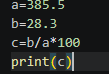 a=385.5
b=28.3
c=b/a*100
print(c)